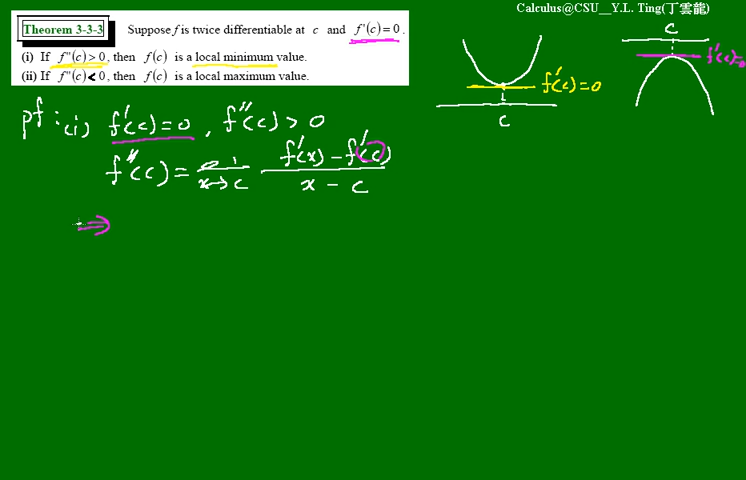 Calculus@CSU__Y.L. Ting(丁雲龍)
Theorem 3-3-3 Suppose f is twice differentiable at c and f'(c)=0.
(i) If f"(c)>0, then f(c) is a local minimum value.
(ii) If f"(c)<0, then f(c) is a local maximum value.
f'(c)=0
c
c
f'(c)=0
pf: (i) f'(c)=0, f"(c)>0
f"(c) = lim x→c f'(x) - f'(c) / x - c
⇒